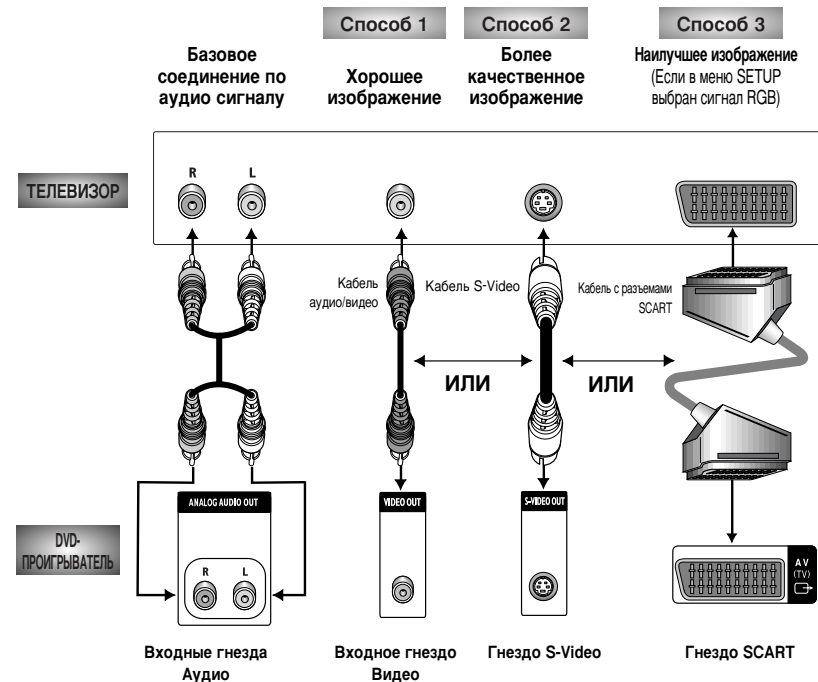 Способ 1
Способ 2
Способ 3
Базовое
соединение по
аудио сигналу
Хорошее
изображение
Более
качественное
изображение
Наилучшее изображение
(Если в меню SETUP
выбран сигнал RGB)
ТЕЛЕВИЗОР
R
L
Кабель
аудио/видео
Кабель S-Video
Кабель с разъемами
SCART
ИЛИ
ИЛИ
DVD-
ПРОИГРЫВАТЕЛЬ
ANALOG AUDIO OUT
R
L
VIDEO OUT
S-VIDEO OUT
AV
(TV)
Входные гнезда
Аудио
Входное гнездо
Видео
Гнездо S-Video
Гнездо SCART